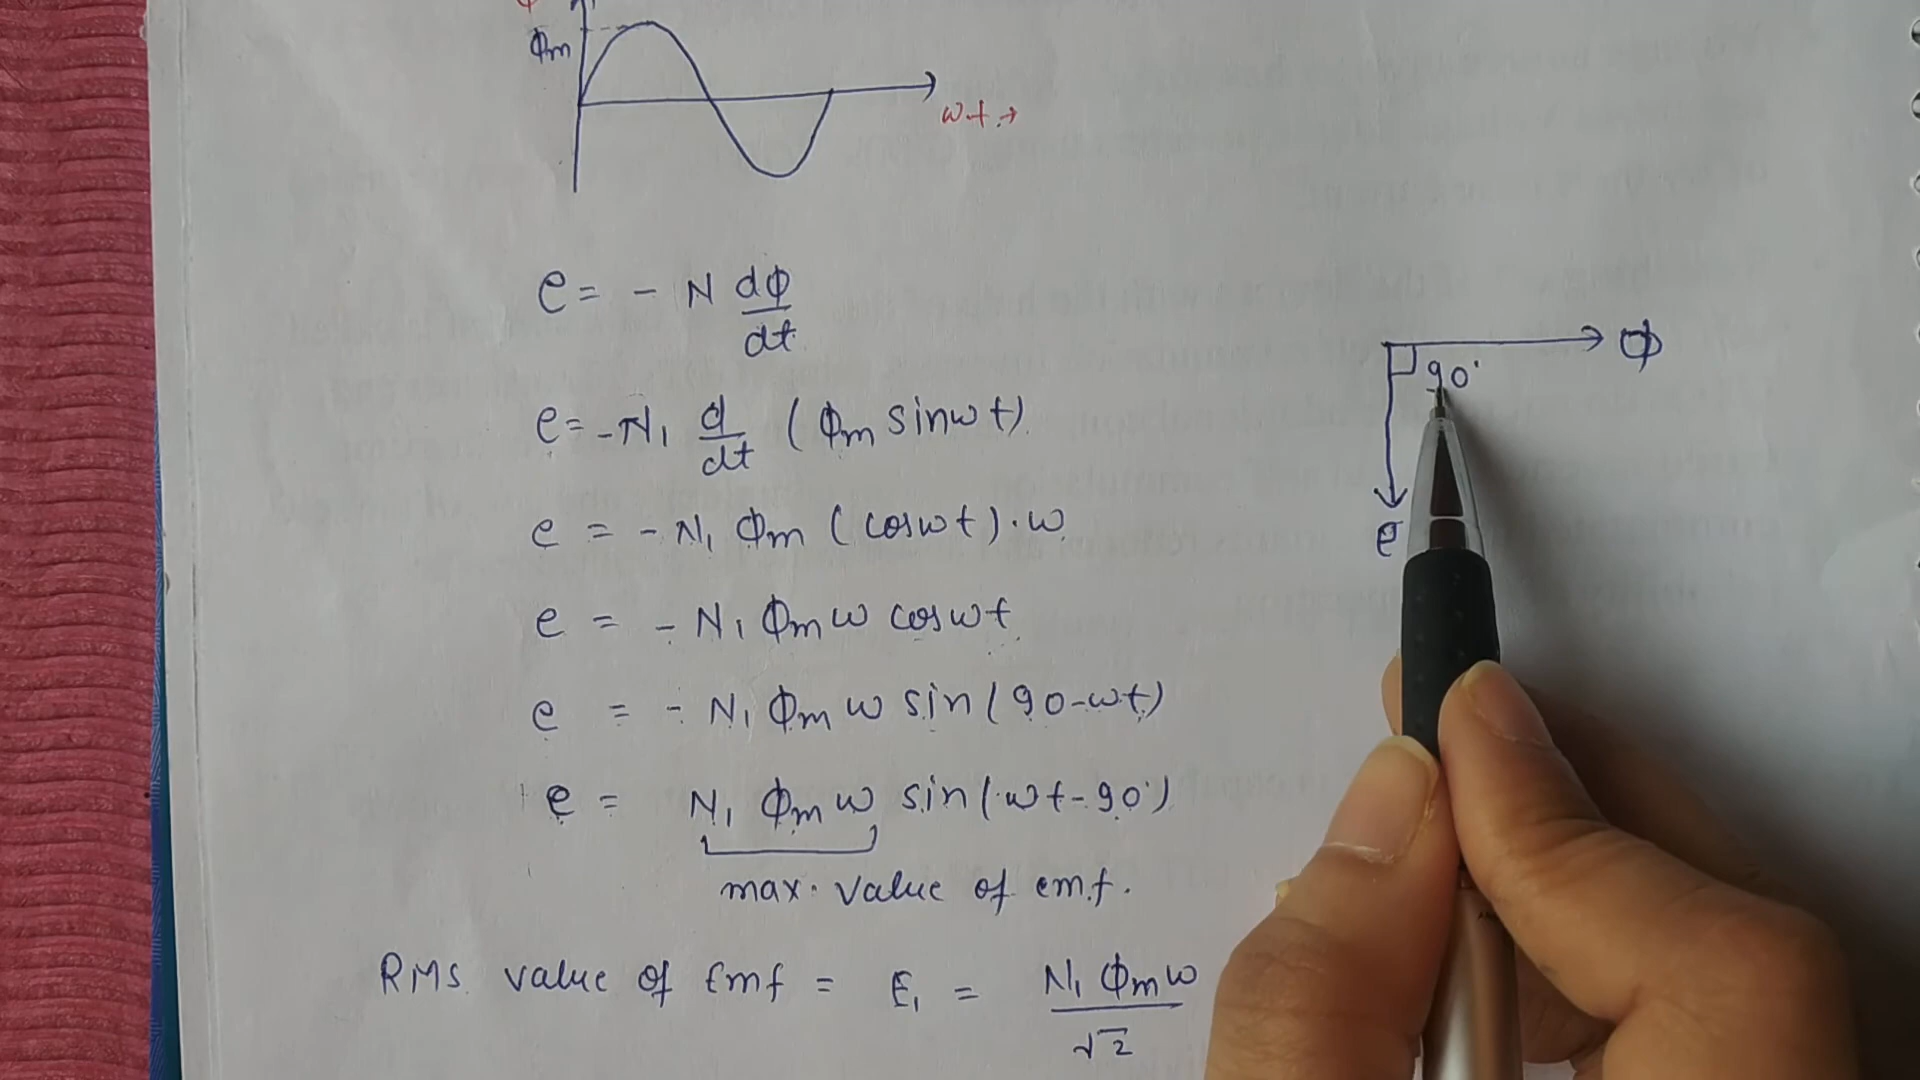 Φm
ωt →
e = - N dΦ/dt
Φ
90°
e = -N₁ d/dt (Φm sinωt)
e = - N₁ Φm (cosωt)·ω
e
e = - N₁ Φm ω cosωt
e = - N₁ Φm ω sin(90-ωt)
e = N₁ Φm ω sin(ωt-90°)
max. value of emf.
RMS value of Emf = E₁ = N₁ Φm ω/√2